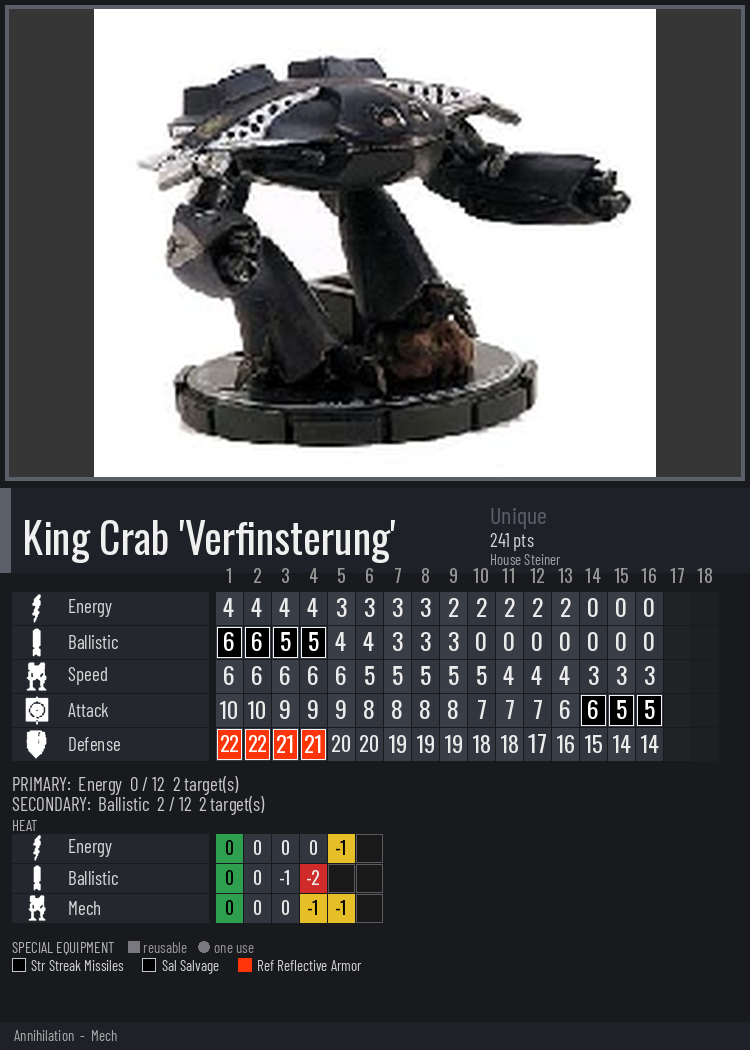 King Crab 'Verfinsterung'
Unique
241 pts
House Steiner
1 2 3 4 5 6 7 8 9 10 11 12 13 14 15 16 17 18
Energy 4 4 4 4 3 3 3 3 2 2 2 2 2 0 0 0
Ballistic 6 6 5 5 4 4 3 3 3 0 0 0 0 0 0 0
Speed 6 6 6 6 6 5 5 5 5 5 4 4 4 3 3 3
Attack 10 10 9 9 9 8 8 8 8 7 7 7 6 6 5 5
Defense 22 22 21 21 20 20 19 19 19 18 18 17 16 15 14 14
PRIMARY: Energy 0 / 12 2 target(s)
SECONDARY: Ballistic 2 / 12 2 target(s)
HEAT
Energy 0 0 0 0 -1
Ballistic 0 0 -1 -2
Mech 0 0 0 -1 -1
SPECIAL EQUIPMENT reusable one use
Str Streak Missiles Sal Salvage Ref Reflective Armor
Annihilation - Mech